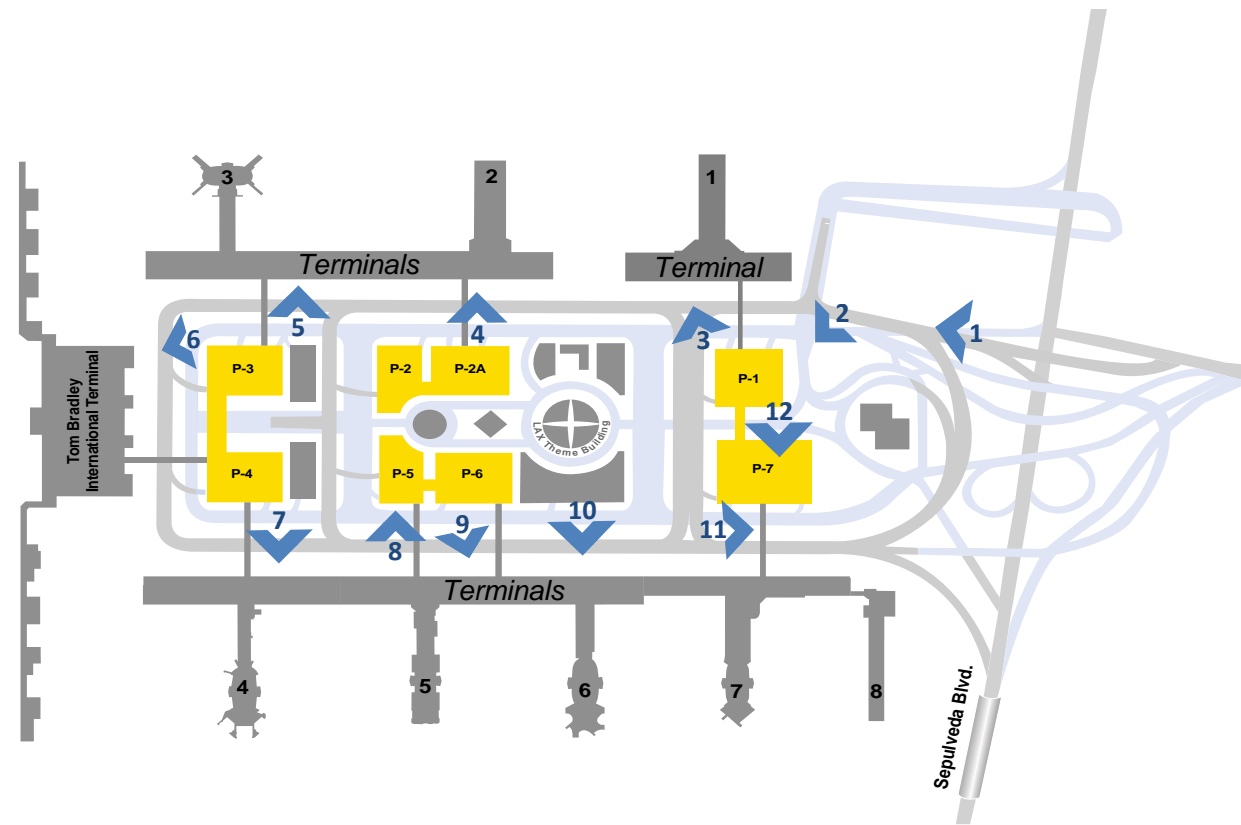 3
2
1
Terminals
Terminal
6
5
4
3
2
1
P-3
P-2
P-2A
P-1
LAX Theme Building
12
Tom Bradley
International Terminal
P-4
P-5
P-6
P-7
7
8
9
10
11
Terminals
4
5
6
7
8
Sepulveda Blvd.